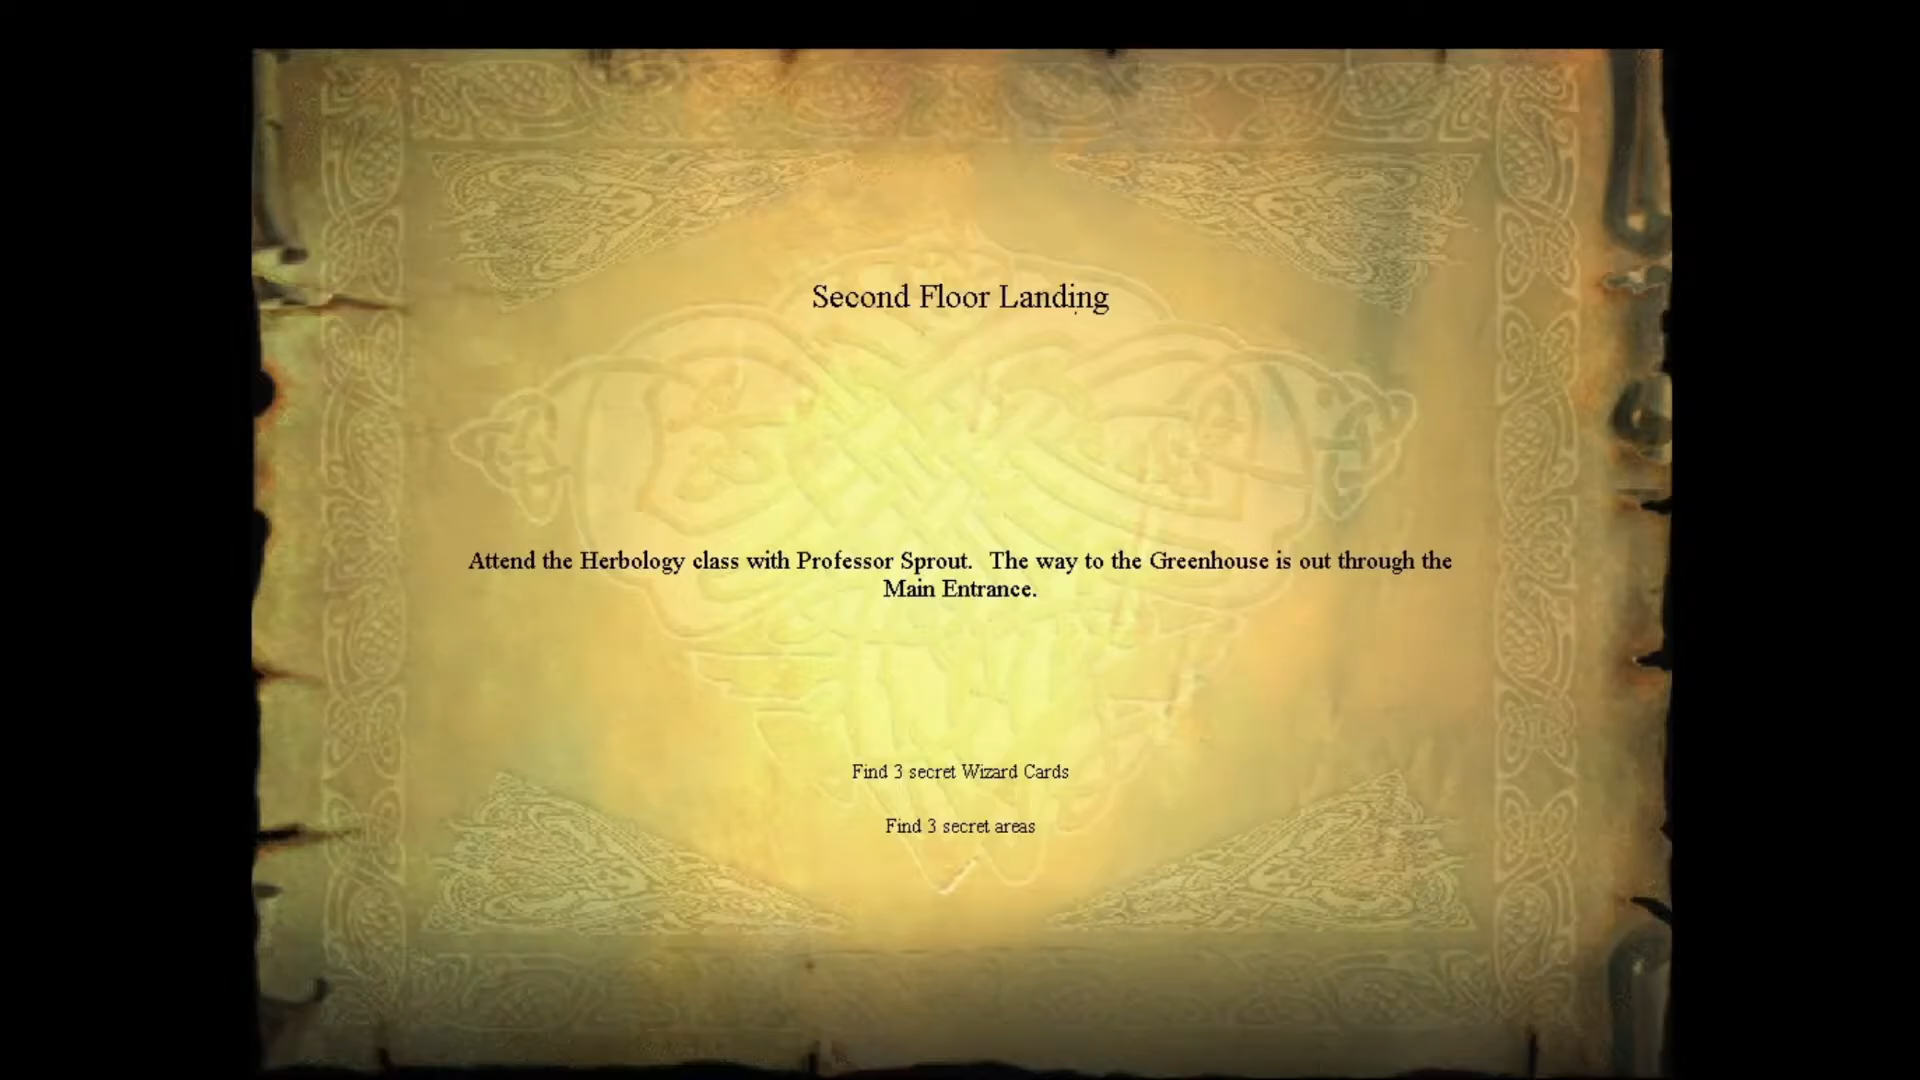 Second Floor Landing
Attend the Herbology class with Professor Sprout.  The way to the Greenhouse is out through the
Main Entrance.
Find 3 secret Wizard Cards
Find 3 secret areas